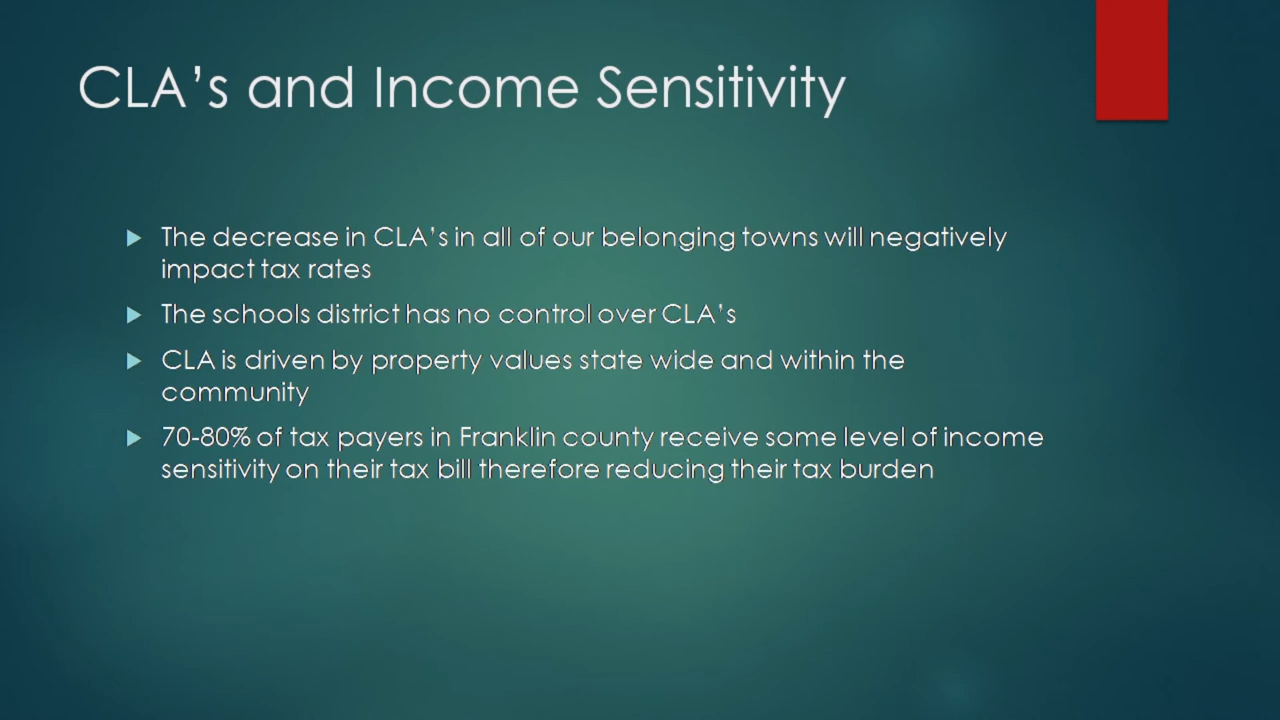 CLA's and Income Sensitivity
The decrease in CLA's in all of our belonging towns will negatively
impact tax rates
The schools district has no control over CLA's
CLA is driven by property values state wide and within the
community
70-80% of tax payers in Franklin county receive some level of income
sensitivity on their tax bill therefore reducing their tax burden